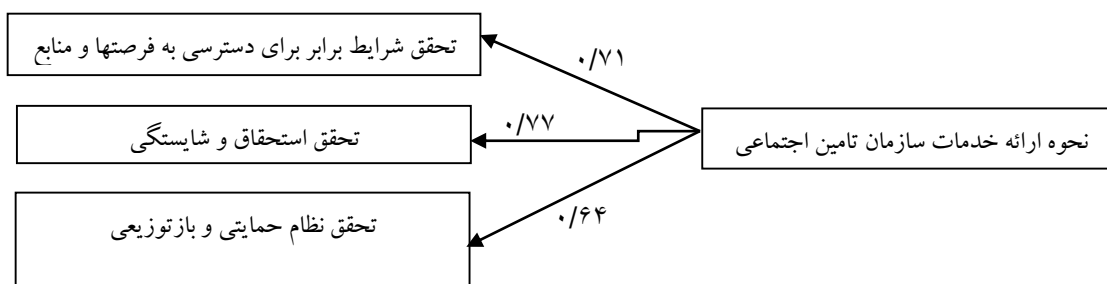 تحقق شرایط برابر برای دسترسی به فرصتها و منابع
۰/۷۱
تحقق استحقاق و شایستگی
۰/۷۷
نحوه ارائه خدمات سازمان تامین اجتماعی
تحقق نظام حمایتی و بازتوزیعی
۰/۶۴